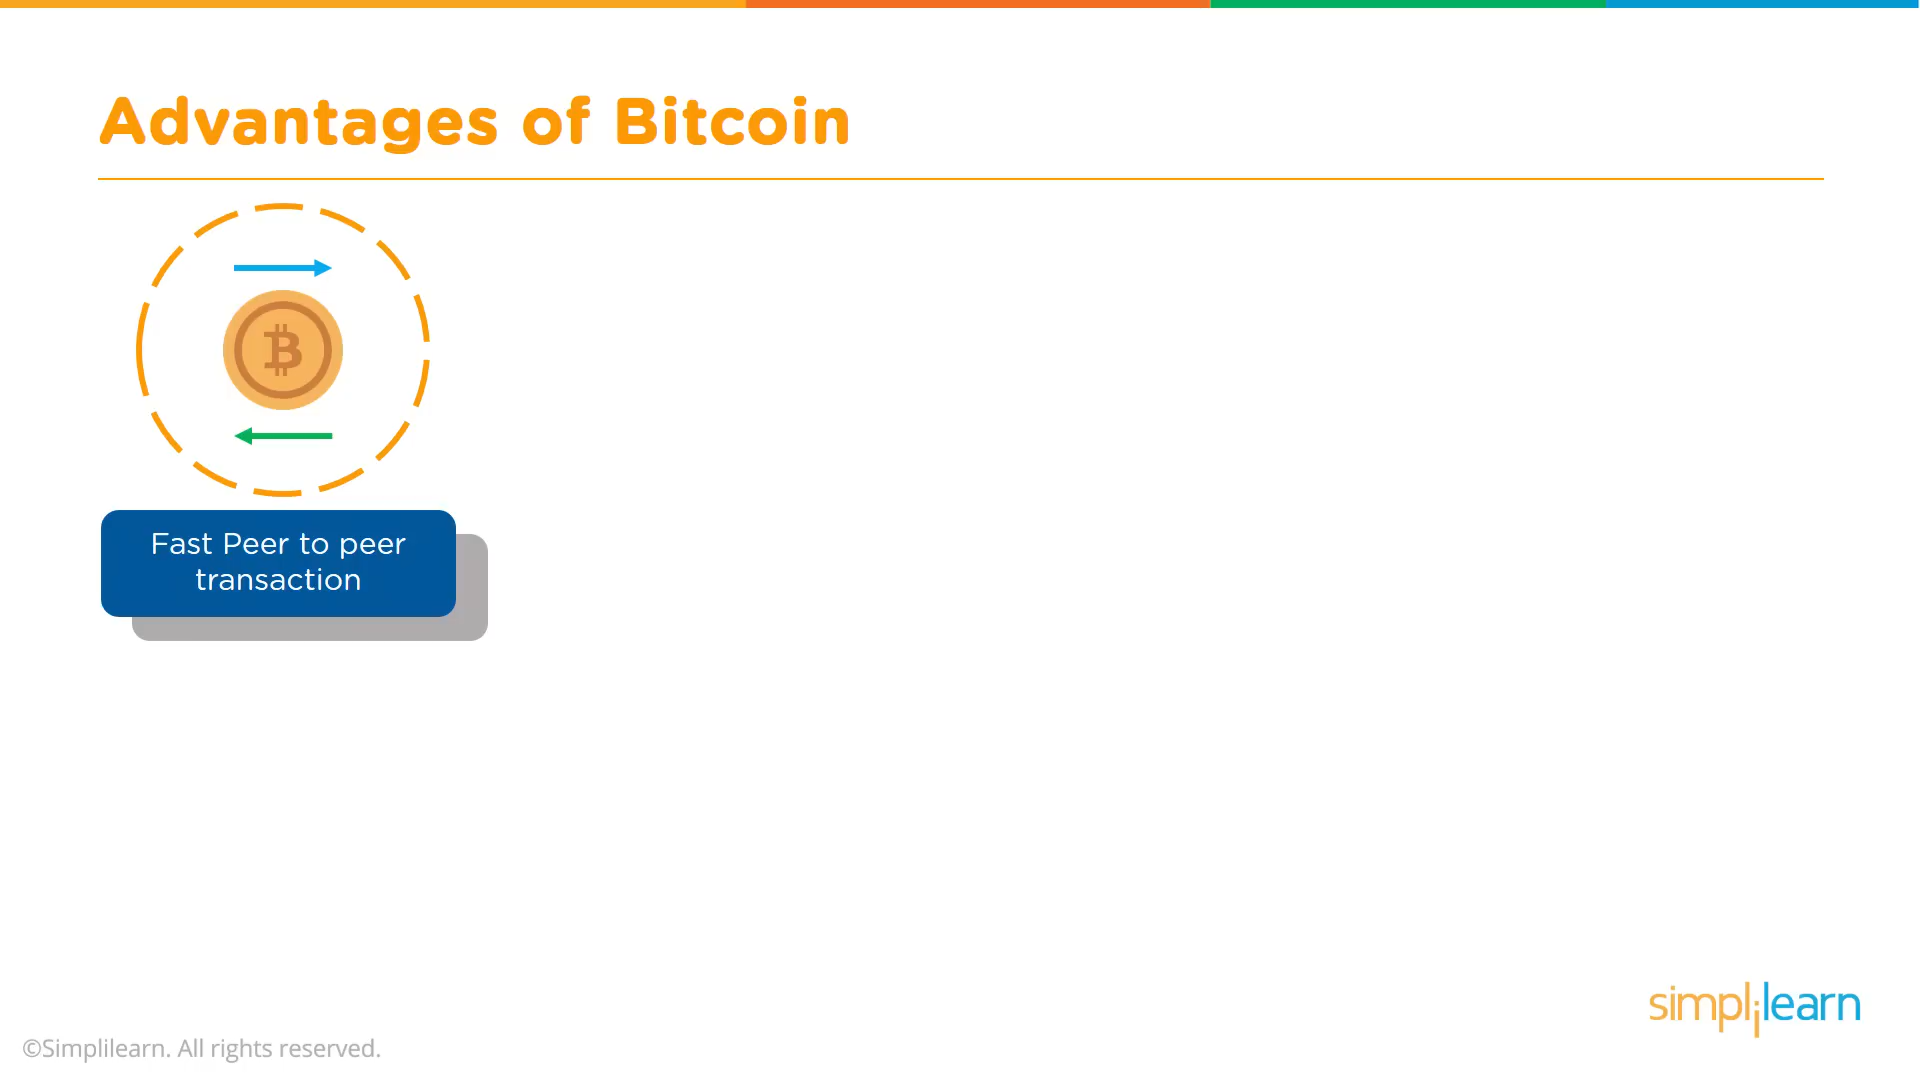 Advantages of Bitcoin
Fast Peer to peer
transaction
simplilearn
©Simplilearn. All rights reserved.